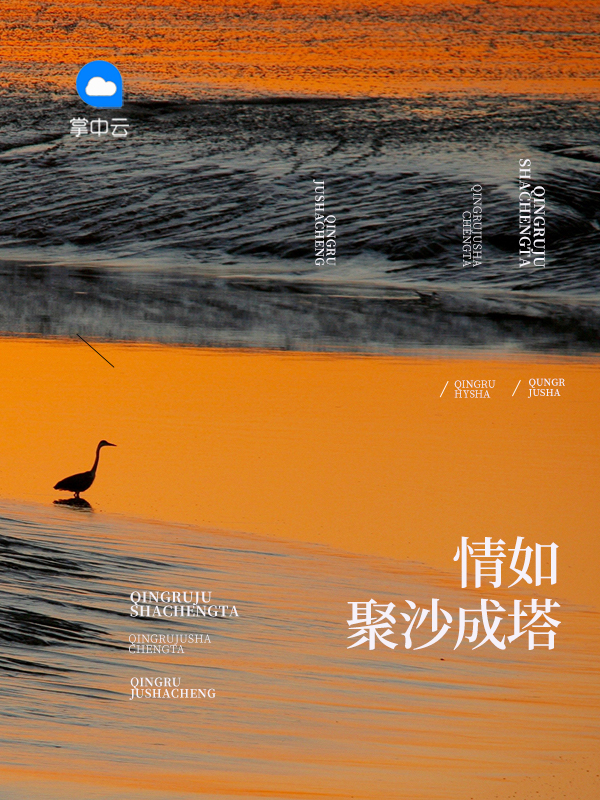 掌中云
QINGRU
JUSHACHENG
QINGRUJUSHA
CHENGTA
QINGRUJU
SHACHENGTA
QINGRU
HYSHA
QUNGR
JUSHA
情如
聚沙成塔
QINGRUJU
SHACHENGTA
QINGRUJUSHA
CHENGTA
QINGRU
JUSHACHENG